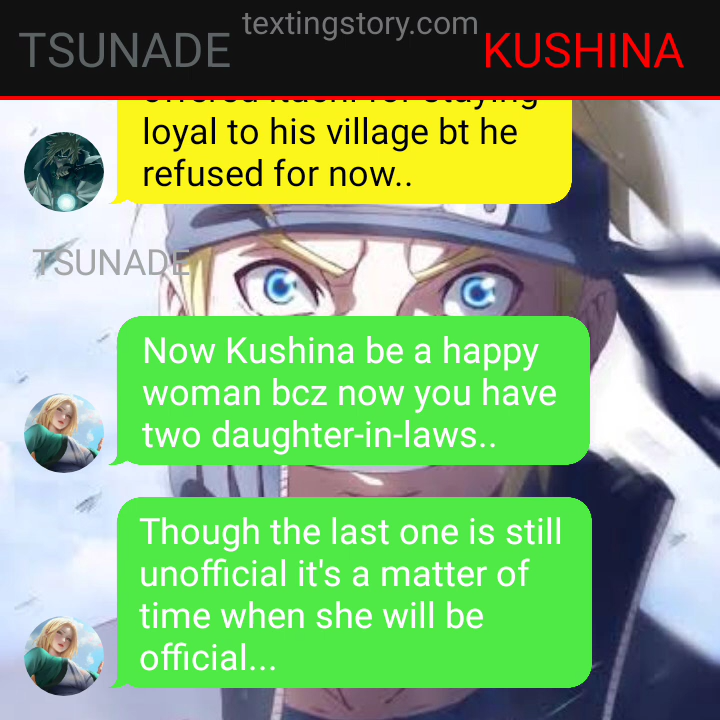 textingstory.com
TSUNADE
KUSHINA
loyal to his village bt he
refused for now..
TSUNADE
Now Kushina be a happy
woman bcz now you have
two daughter-in-laws..
Though the last one is still
unofficial it's a matter of
time when she will be
official...